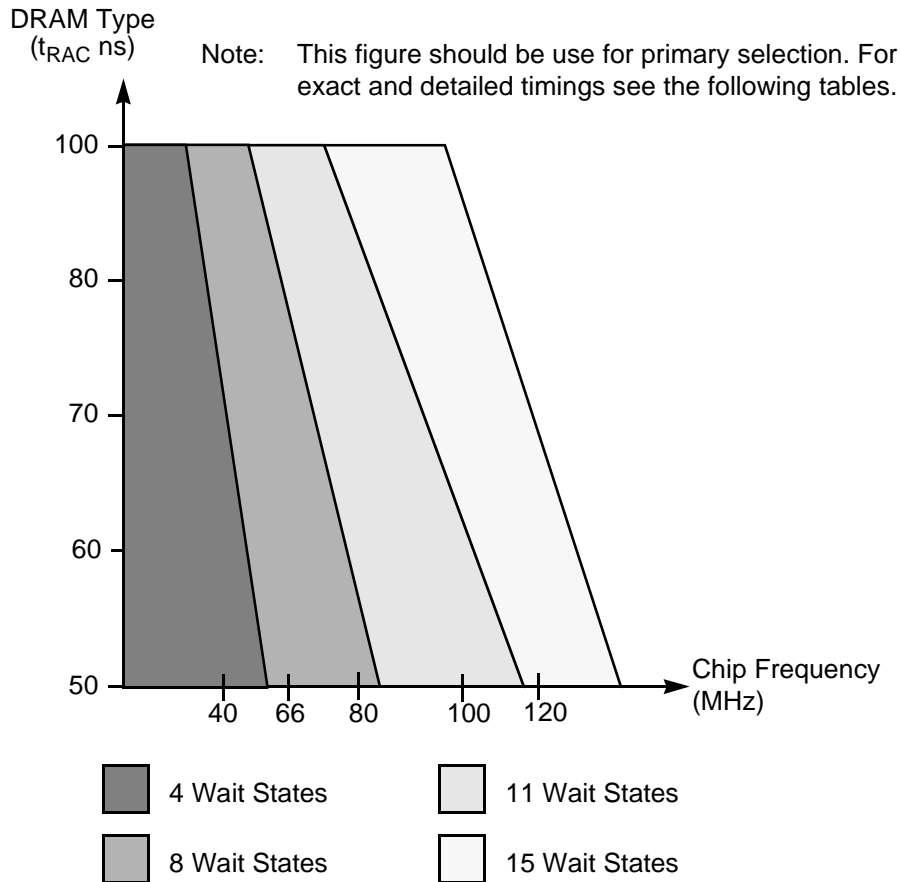 DRAM Type
(tRAC ns)
Note: This figure should be use for primary selection. For
exact and detailed timings see the following tables.
100
80
70
60
50
40 66 80 100 120
Chip Frequency
(MHz)
4 Wait States
11 Wait States
8 Wait States
15 Wait States